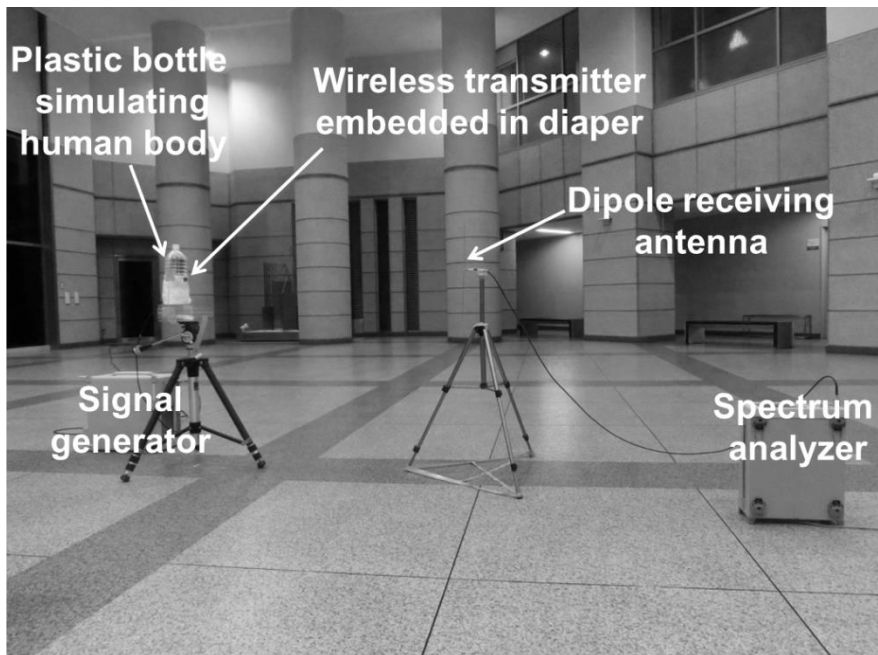 Plastic bottle
simulating
human body
Wireless transmitter
embedded in diaper
Dipole receiving
antenna
Signal
generator
Spectrum
analyzer